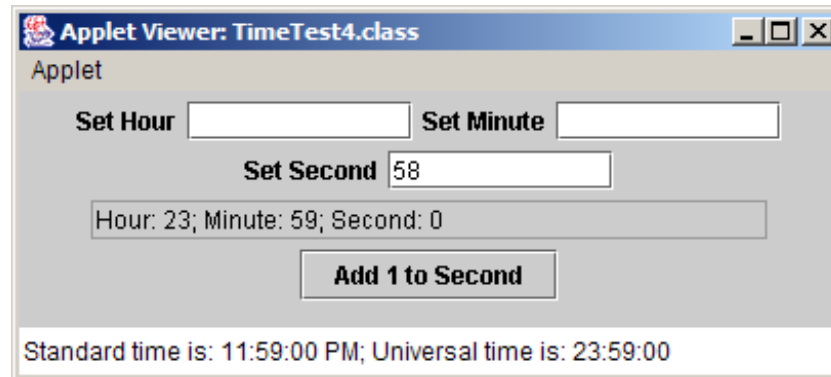 Applet Viewer: TimeTest4.class
Applet
Set Hour Set Minute
Set Second 58
Hour: 23; Minute: 59; Second: 0
Add 1 to Second
Standard time is: 11:59:00 PM; Universal time is: 23:59:00